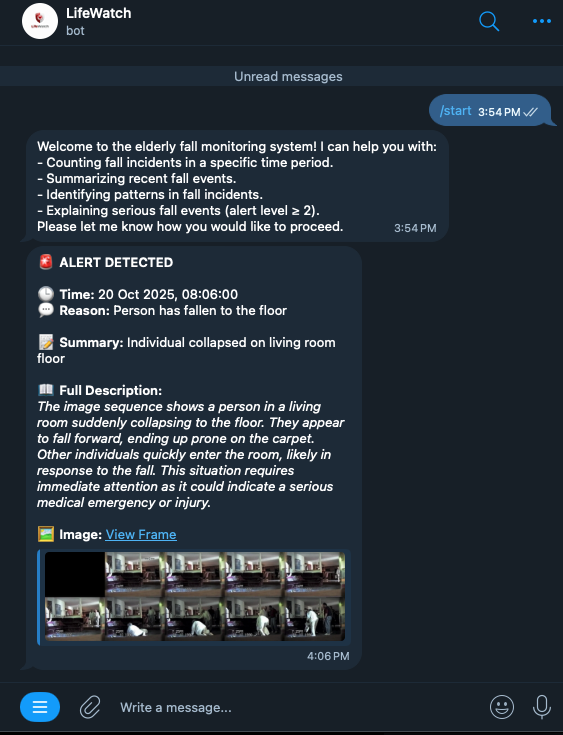 LifeWatch
bot
Unread messages
/start 3:54 PM
Welcome to the elderly fall monitoring system! I can help you with:
- Counting fall incidents in a specific time period.
- Summarizing recent fall events.
- Identifying patterns in fall incidents.
- Explaining serious fall events (alert level ≥ 2).
Please let me know how you would like to proceed. 3:54 PM
🚨 ALERT DETECTED
🕒 Time: 20 Oct 2025, 08:06:00
💬 Reason: Person has fallen to the floor
📝 Summary: Individual collapsed on living room
floor
📖 Full Description:
The image sequence shows a person in a living
room suddenly collapsing to the floor. They appear
to fall forward, ending up prone on the carpet.
Other individuals quickly enter the room, likely in
response to the fall. This situation requires
immediate attention as it could indicate a serious
medical emergency or injury.
🖼️ Image: View Frame
4:06 PM
Write a message...